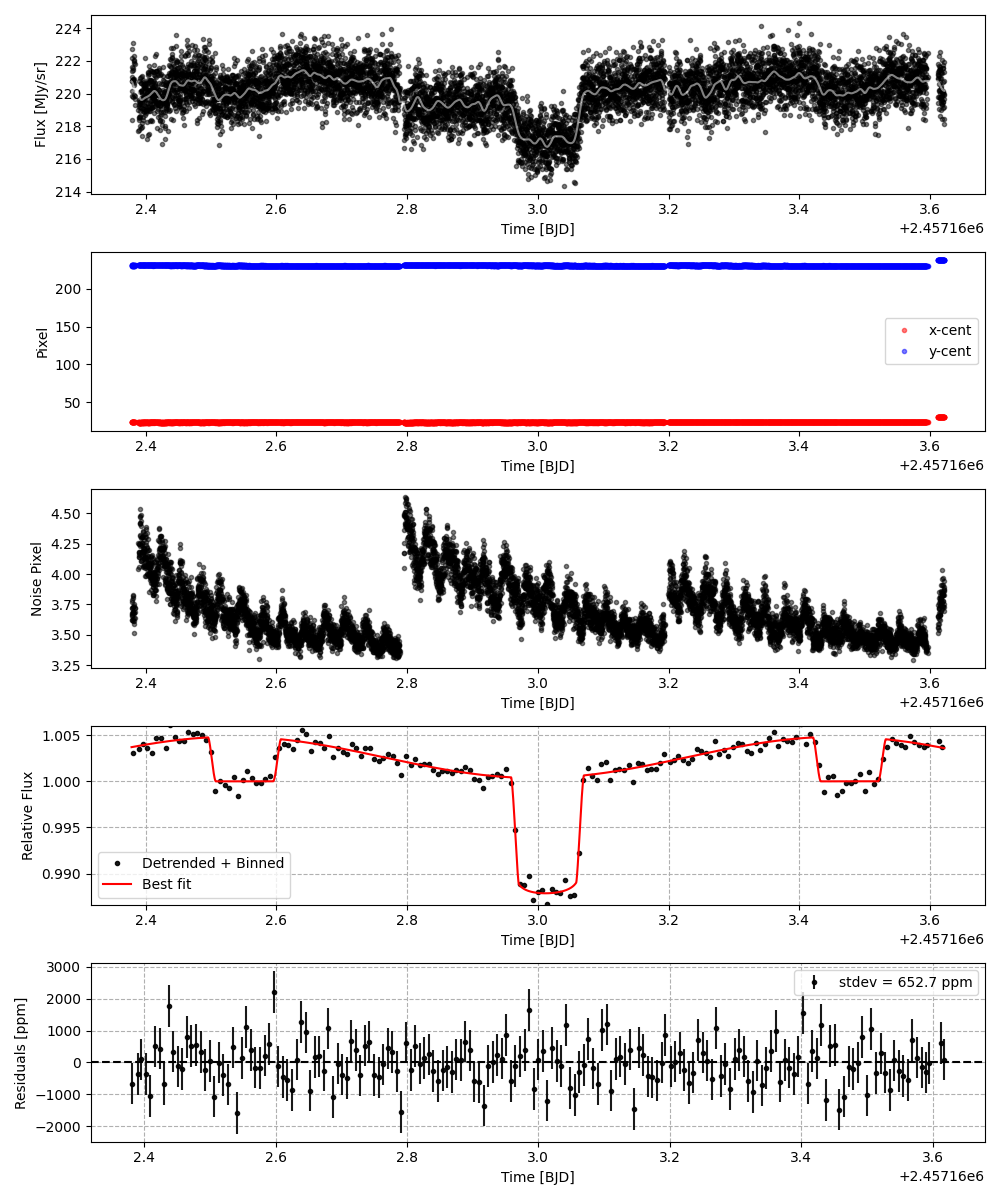 Flux [MJy/sr]
224
222
220
218
216
214
2.4 2.6 2.8 3.0 3.2 3.4 3.6
Time [BJD]
+2.45716e6
Pixel
200
150
100
50
x-cent
y-cent
2.4 2.6 2.8 3.0 3.2 3.4 3.6
Time [BJD]
+2.45716e6
Noise Pixel
4.50
4.25
4.00
3.75
3.50
3.25
2.4 2.6 2.8 3.0 3.2 3.4 3.6
Time [BJD]
+2.45716e6
Relative Flux
1.005
1.000
0.995
0.990
Detrended + Binned
Best fit
2.4 2.6 2.8 3.0 3.2 3.4 3.6
Time [BJD]
+2.45716e6
Residuals [ppm]
3000
2000
1000
0
−1000
−2000
stdev = 652.7 ppm
2.4 2.6 2.8 3.0 3.2 3.4 3.6
Time [BJD]
+2.45716e6